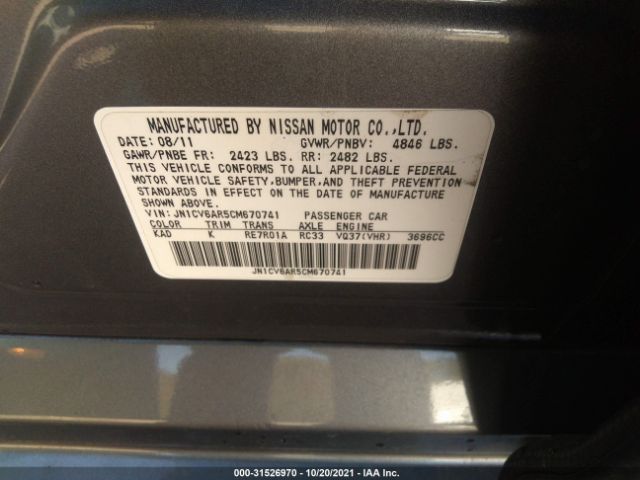 MANUFACTURED BY NISSAN MOTOR CO.,LTD.
DATE: 08/11 GVWR/PNBV: 4846 LBS.
GAWR/PNBE FR: 2423 LBS. RR: 2482 LBS.
THIS VEHICLE CONFORMS TO ALL APPLICABLE FEDERAL
MOTOR VEHICLE SAFETY,BUMPER,AND THEFT PREVENTION
STANDARDS IN EFFECT ON THE DATE OF MANUFACTURE
SHOWN ABOVE.
VIN: JN1CV6AR5CM670741 PASSENGER CAR
COLOR TRIM TRANS AXLE ENGINE
KAD K RE7R01A RC33 VQ37(VHR) 3696CC
JN1CV6AR5CM670741
000-31526970 - 10/20/2021 - IAA Inc.